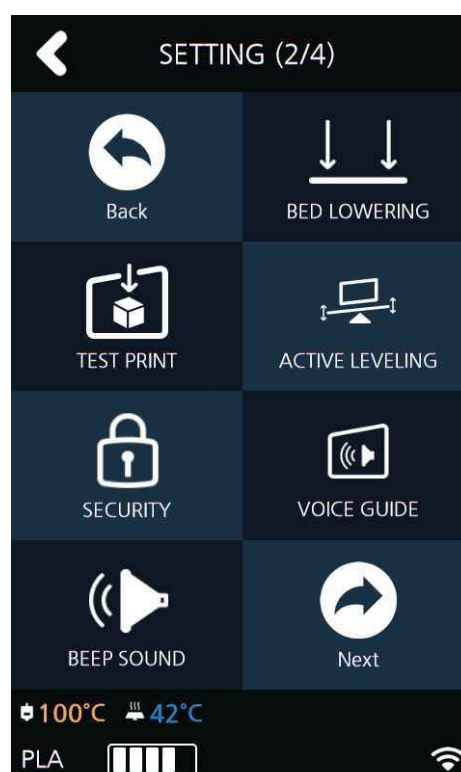 SETTING (2/4)
Back
BED LOWERING
TEST PRINT
ACTIVE LEVELING
SECURITY
VOICE GUIDE
BEEP SOUND
Next
100°C 42°C
PLA